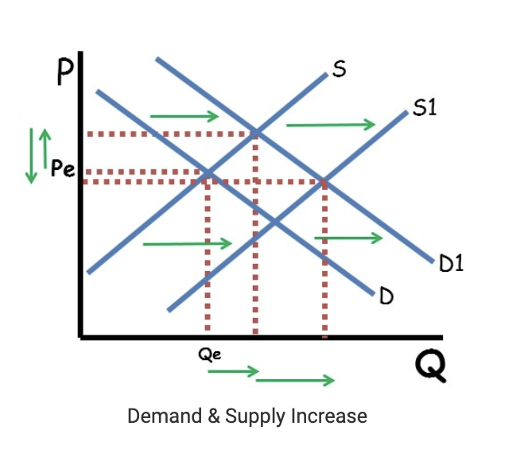 P
S
S1
Pe
D1
D
Qe
Q
Demand & Supply Increase